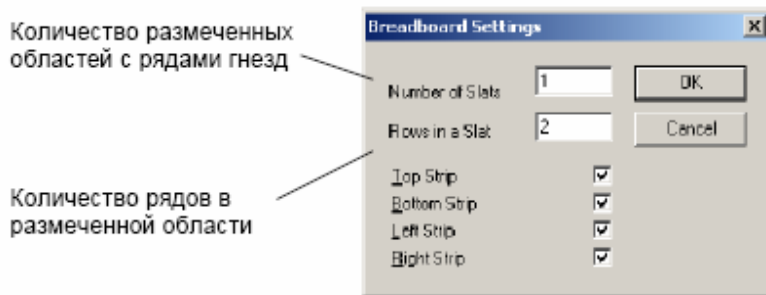 Количество размеченных
областей с рядами гнезд
Количество рядов в
размеченной области
Breadboard Settings
Number of Slats 1 OK
Rows in a Slat 2 Cancel
Top Strip
Bottom Strip
Left Strip
Right Strip